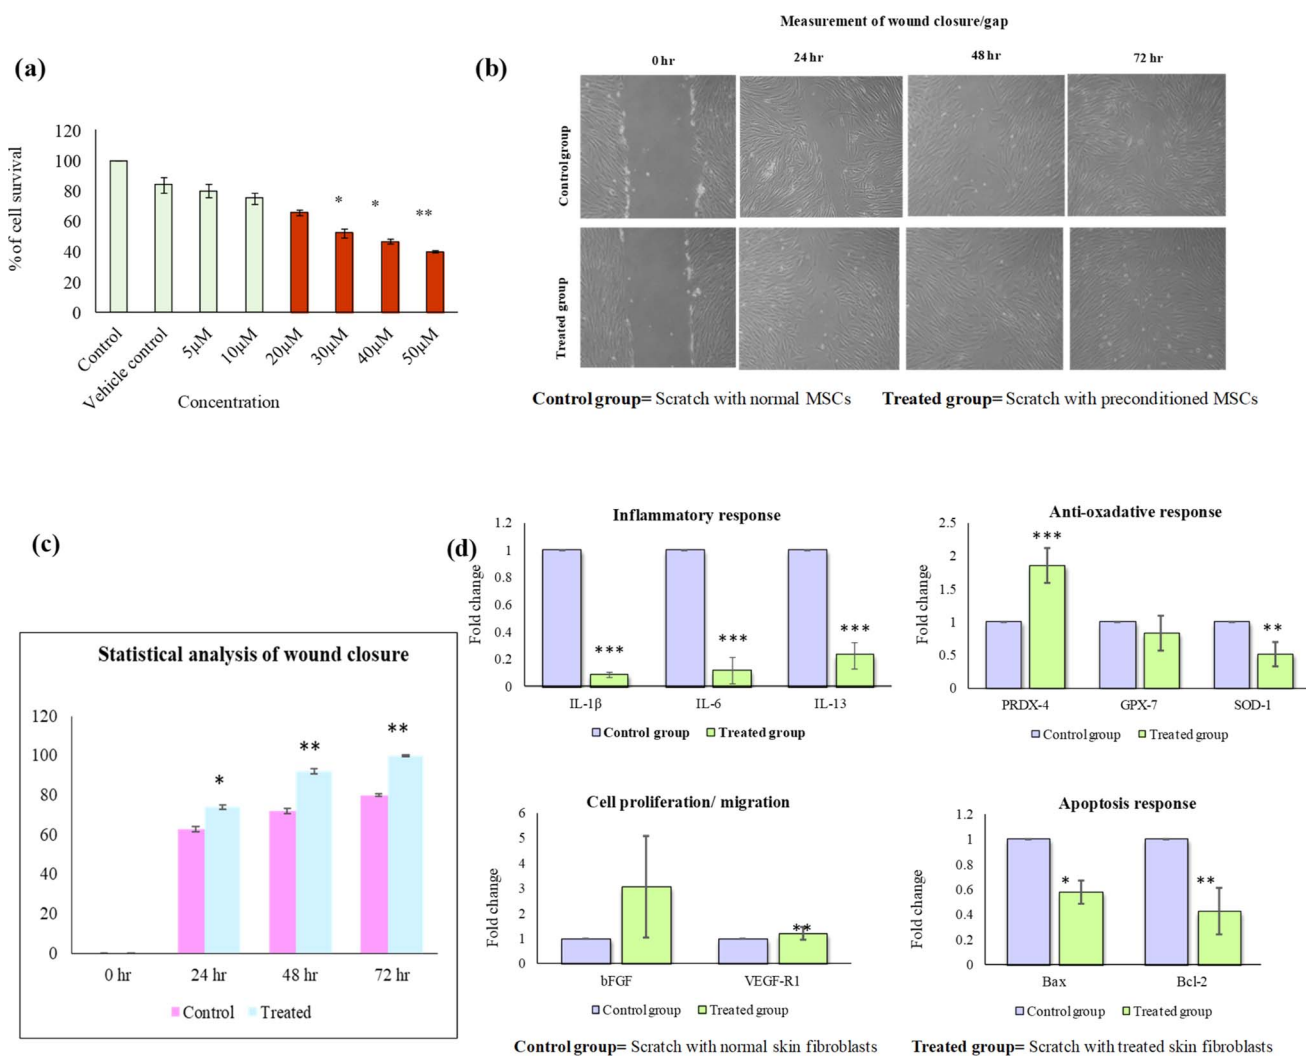 Measurement of wound closure/gap
(a)
(b)
0 hr
24 hr
48 hr
72 hr
Control group
Treated group
% of cell survival
120
100
80
60
40
20
0
*
*
**
Control
Vehicle control
5µM
10µM
20µM
30µM
40µM
50µM
Concentration
Control group= Scratch with normal MSCs
Treated group= Scratch with preconditioned MSCs
(c)
Statistical analysis of wound closure
120
100
80
60
40
20
0
*
**
**
0 hr
24 hr
48 hr
72 hr
Control
Treated
(d)
Inflammatory response
Fold change
1.2
1
0.8
0.6
0.4
0.2
0
***
***
***
IL-1β
IL-6
IL-13
Control group
Treated group
Anti-oxadative response
Fold change
2.5
2
1.5
1
0.5
0
***
**
PRDX-4
GPX-7
SOD-1
Control group
Treated group
Cell proliferation/ migration
Fold change
6
5
4
3
2
1
0
**
bFGF
VEGF-R1
Control group
Treated group
Apoptosis response
Fold change
1.2
1
0.8
0.6
0.4
0.2
0
*
**
Bax
Bcl-2
Control group
Treated group
Control group= Scratch with normal skin fibroblasts
Treated group= Scratch with treated skin fibroblasts